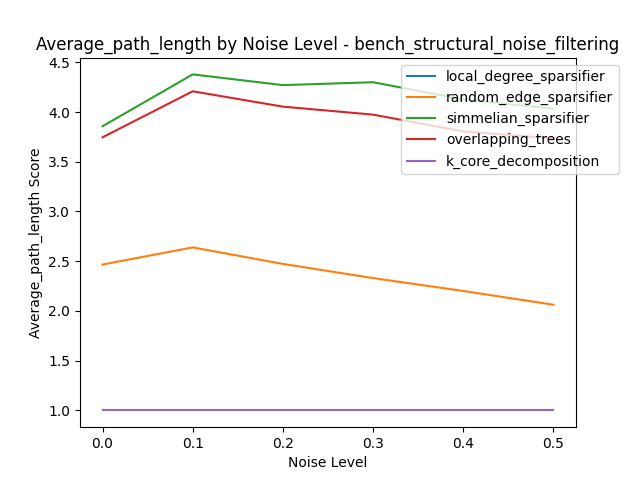 Average_path_length by Noise Level - bench_structural_noise_filtering
Average_path_length Score
4.5
4.0
3.5
3.0
2.5
2.0
1.5
1.0
local_degree_sparsifier
random_edge_sparsifier
simmelian_sparsifier
overlapping_trees
k_core_decomposition
0.0
0.1
0.2
0.3
0.4
0.5
Noise Level